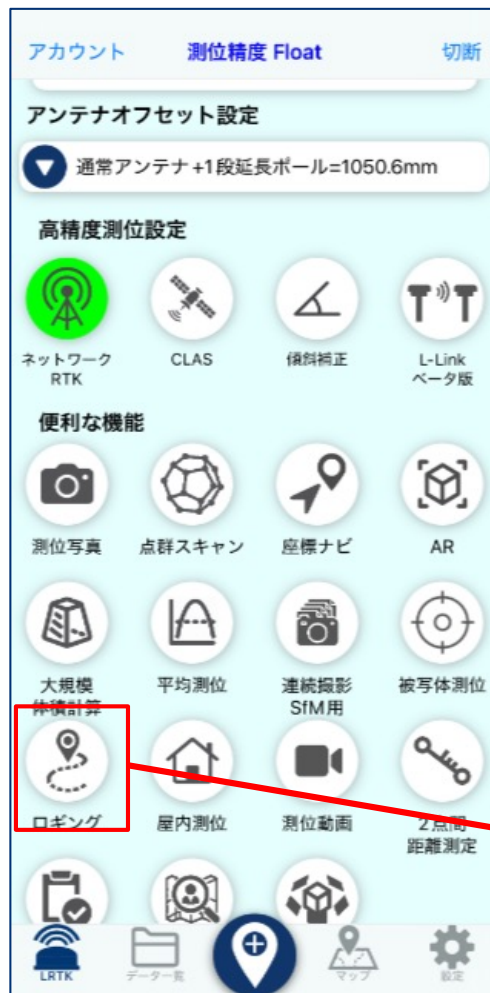 アカウント 測位精度 Float 切断
アンテナオフセット設定
通常アンテナ+1段延長ポール=1050.6mm
高精度測位設定
ネットワーク CLAS 傾斜補正 L-Link
RTK ベータ版
便利な機能
測位写真 点群スキャン 座標ナビ AR
大規模 平均測位 連続撮影 被写体測位
体積計算 SfM用
ロギング 屋内測位 測位動画 2点間
距離測定
LRTK データ一覧 マップ 設定